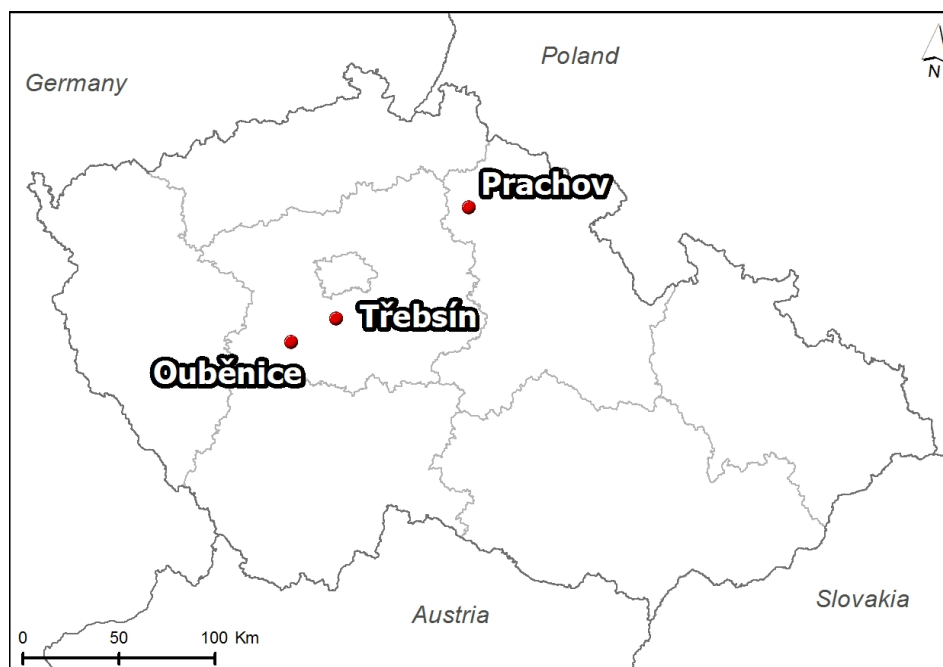 Poland
Germany
N
Prachov
Třebsín
Ouběnice
Slovakia
Austria
0 50 100 Km